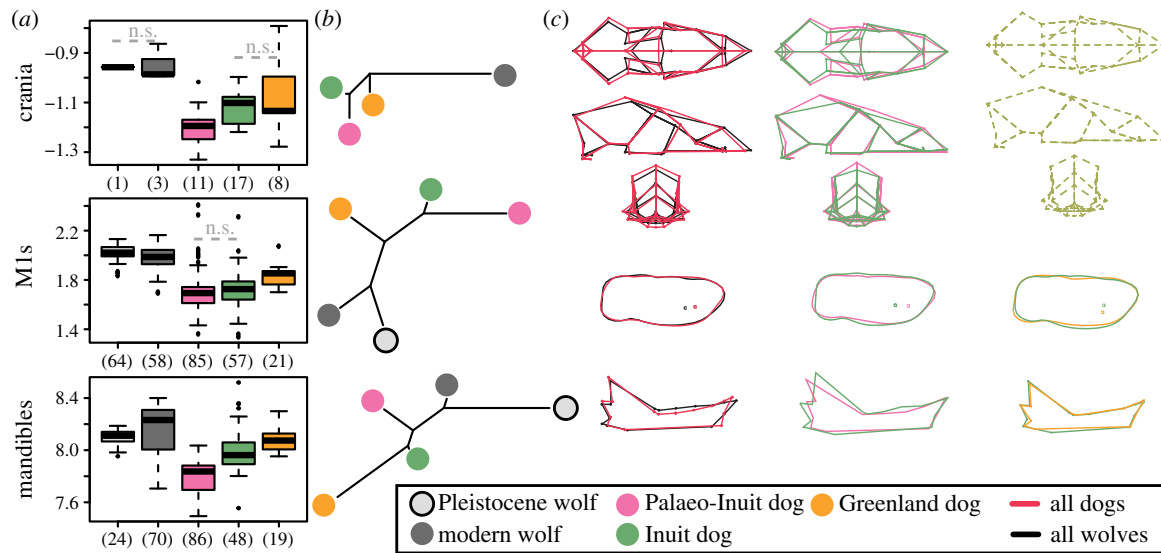 (a)
(b)
(c)
crania
−0.9
−1.1
−1.3
n.s.
n.s.
(1) (3) (11) (17) (8)
M1s
2.2
1.8
1.4
n.s.
(64) (58) (85) (57) (21)
mandibles
8.4
8.0
7.6
(24) (70) (86) (48) (19)
Pleistocene wolf
Palaeo-Inuit dog
Greenland dog
all dogs
modern wolf
Inuit dog
all wolves